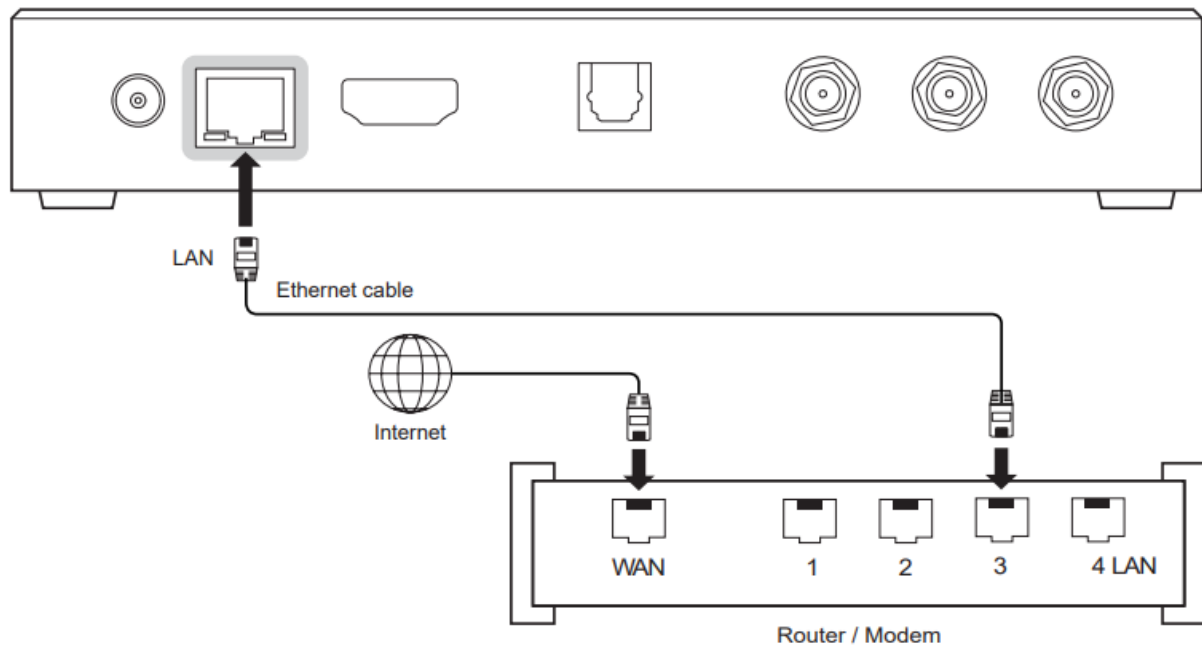 LAN
Ethernet cable
Internet
WAN 1 2 3 4 LAN
Router / Modem